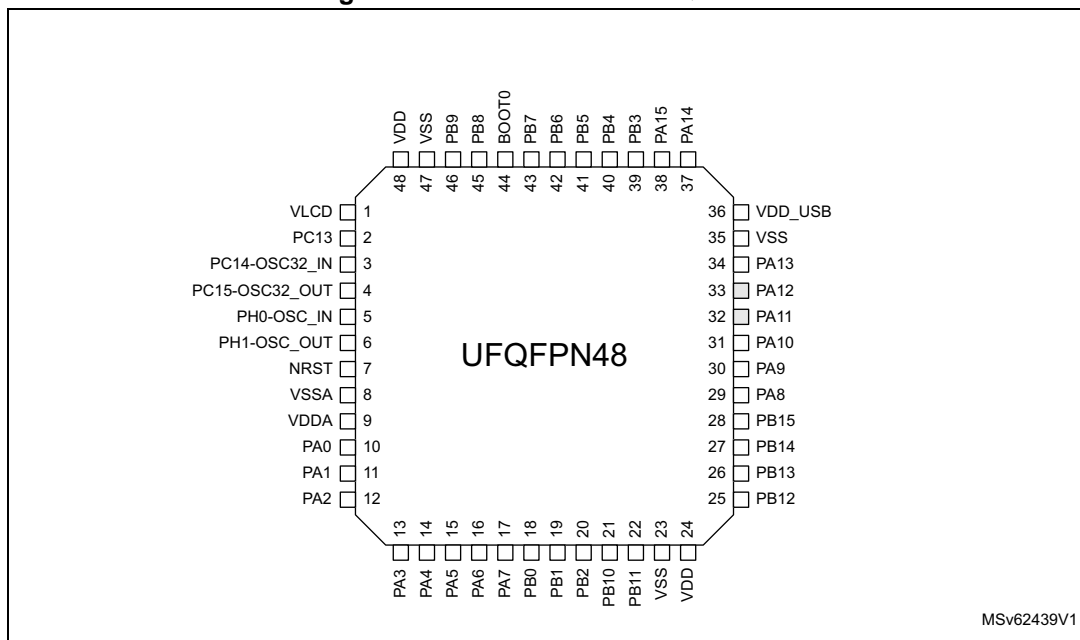 VDD VSS PB9 PB8 BOOT0 PB7 PB6 PB5 PB4 PB3 PA15 PA14
48 47 46 45 44 43 42 41 40 39 38 37
VLCD 1 36 VDD_USB
PC13 2 35 VSS
PC14-OSC32_IN 3 34 PA13
PC15-OSC32_OUT 4 33 PA12
PH0-OSC_IN 5 32 PA11
PH1-OSC_OUT 6 31 PA10
UFQFPN48
NRST 7 30 PA9
VSSA 8 29 PA8
VDDA 9 28 PB15
PA0 10 27 PB14
PA1 11 26 PB13
PA2 12 25 PB12
13 14 15 16 17 18 19 20 21 22 23 24
PA3 PA4 PA5 PA6 PA7 PB0 PB1 PB2 PB10 PB11 VSS VDD
MSv62439V1